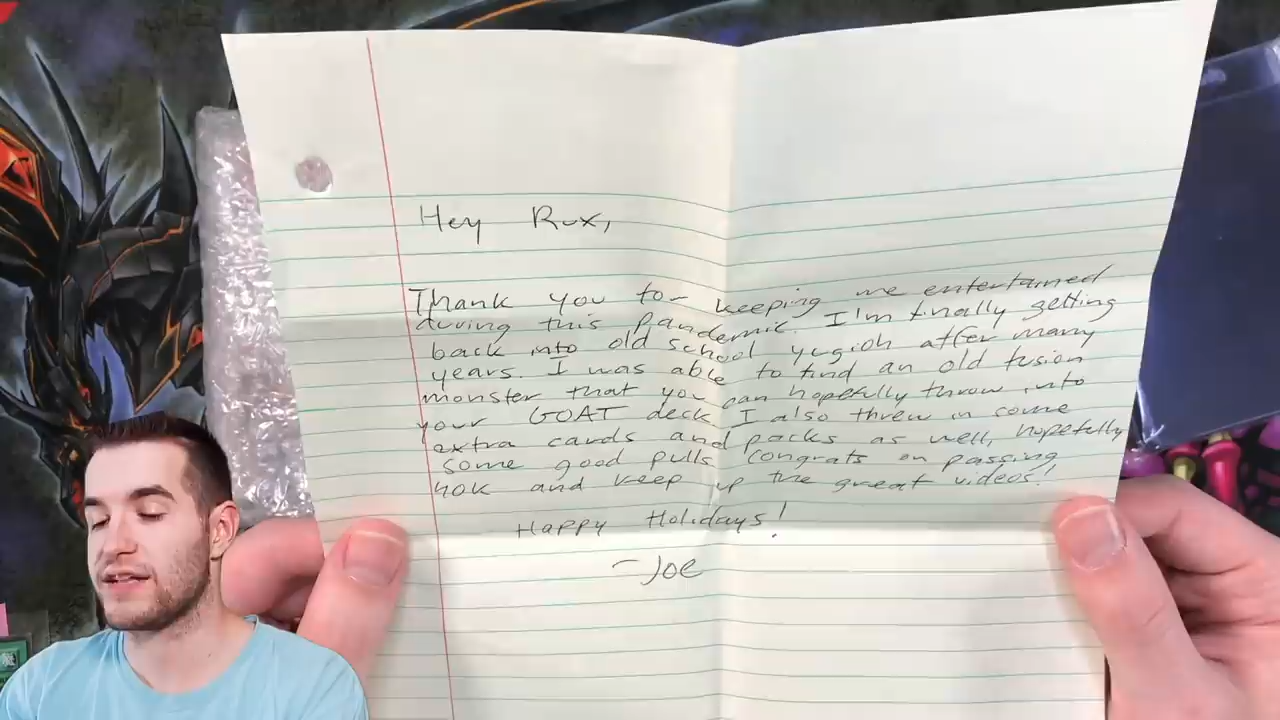 Hey Rux,
Thank you for keeping me entertained
during this pandemic. I'm finally getting
back into old school yugioh after many
years. I was able to find an old fusion
monster that you can hopefully throw into
your GOAT deck. I also threw in some
extra cards and packs as well, hopefully
some good pulls. Congrats on passing
40k and keep up the great videos!
Happy Holidays!
-Joe